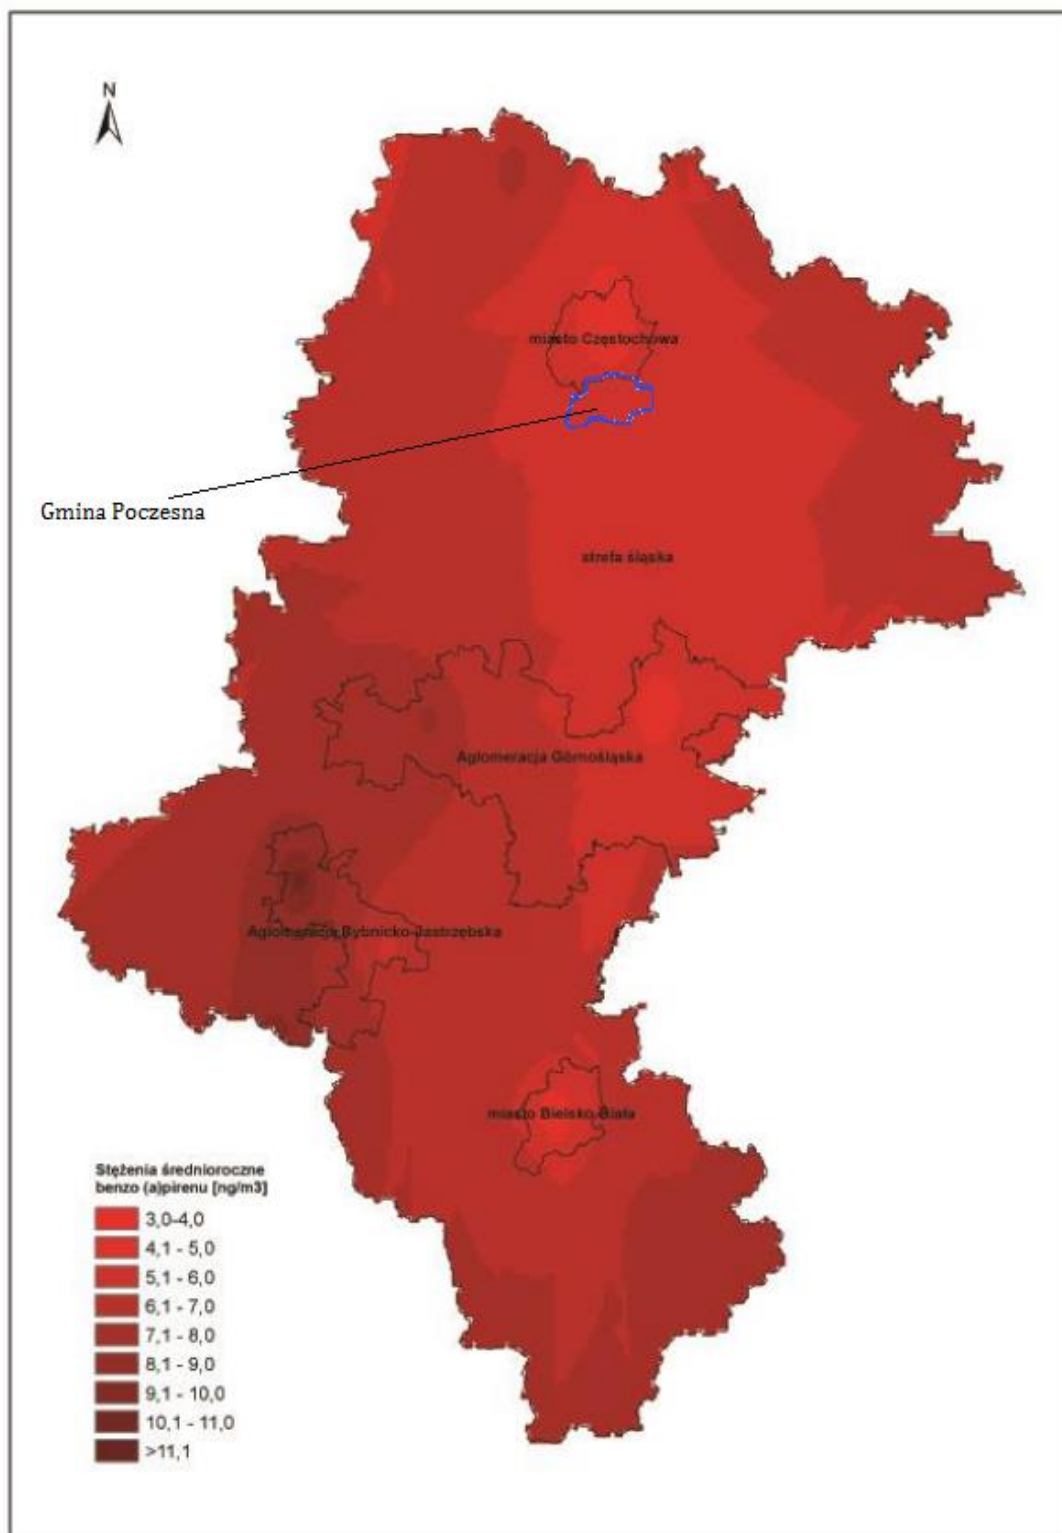 N
miasto Częstochowa
Gmina Poczesna
strefa śląska
Aglomeracja Górnośląska
Aglomeracja Rybnicko-Jastrzębska
miasto Bielsko-Biała
Stężenia średnioroczne
benzo (a)pirenu [ng/m3]
3,0-4,0
4,1 - 5,0
5,1 - 6,0
6,1 - 7,0
7,1 - 8,0
8,1 - 9,0
9,1 - 10,0
10,1 - 11,0
>11,1